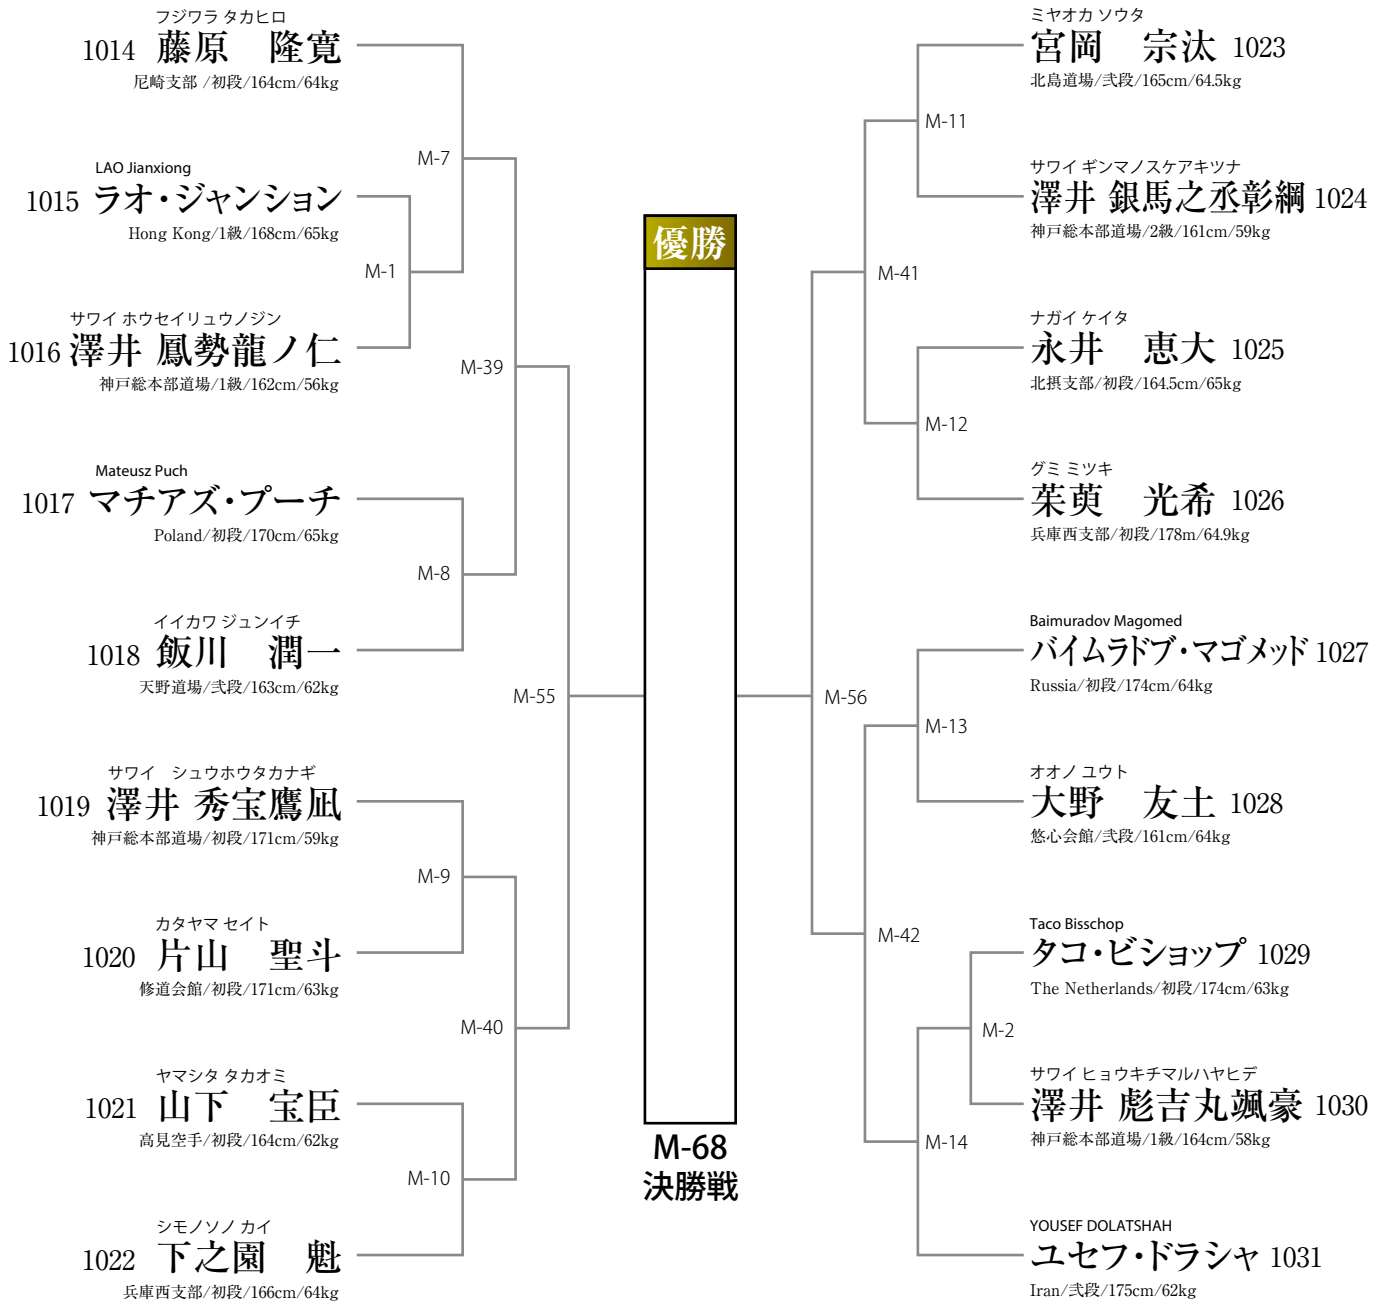 フジワラ タカヒロ
1014 藤原 隆寛
尼崎支部 /初段/164cm/64kg
M-7
LAO Jianxiong
1015 ラオ・ジャンション
Hong Kong/1級/168cm/65kg
M-1
サワイ ホウセイリュウノジン
1016 澤井 鳳勢龍ノ仁
神戸総本部道場/1級/162cm/56kg
M-39
Mateusz Puch
1017 マチアズ・プーチ
Poland/初段/170cm/65kg
M-8
イイカワ ジュンイチ
1018 飯川 潤一
天野道場/弐段/163cm/62kg
M-55
サワイ シュウホウタカナギ
1019 澤井 秀宝鷹凪
神戸総本部道場/初段/171cm/59kg
M-9
カタヤマ セイト
1020 片山 聖斗
修道会館/初段/171cm/63kg
M-40
ヤマシタ タカオミ
1021 山下 宝臣
高見空手/初段/164cm/62kg
M-10
シモノソノ カイ
1022 下之園 魁
兵庫西支部/初段/166cm/64kg
優勝
M-68
決勝戦
ミヤオカ ソウタ
宮岡 宗汰 1023
北島道場/弐段/165cm/64.5kg
M-11
サワイ ギンマノスケアキツナ
澤井 銀馬之丞彰綱 1024
神戸総本部道場/2級/161cm/59kg
M-41
ナガイ ケイタ
永井 恵大 1025
北摂支部/初段/164.5cm/65kg
M-12
グミ ミツキ
茱萸 光希 1026
兵庫西支部/初段/178m/64.9kg
Baimuradov Magomed
バイムラドブ・マゴメッド 1027
Russia/初段/174cm/64kg
M-56
M-13
オオノ ユウト
大野 友土 1028
悠心会館/弐段/161cm/64kg
M-42
Taco Bisschop
タコ・ビショップ 1029
The Netherlands/初段/174cm/63kg
M-2
サワイ ヒョウキチマルハヤヒデ
澤井 彪吉丸颯豪 1030
神戸総本部道場/1級/164cm/58kg
M-14
YOUSEF DOLATSHAH
ユセフ・ドラシャ 1031
Iran/弐段/175cm/62kg